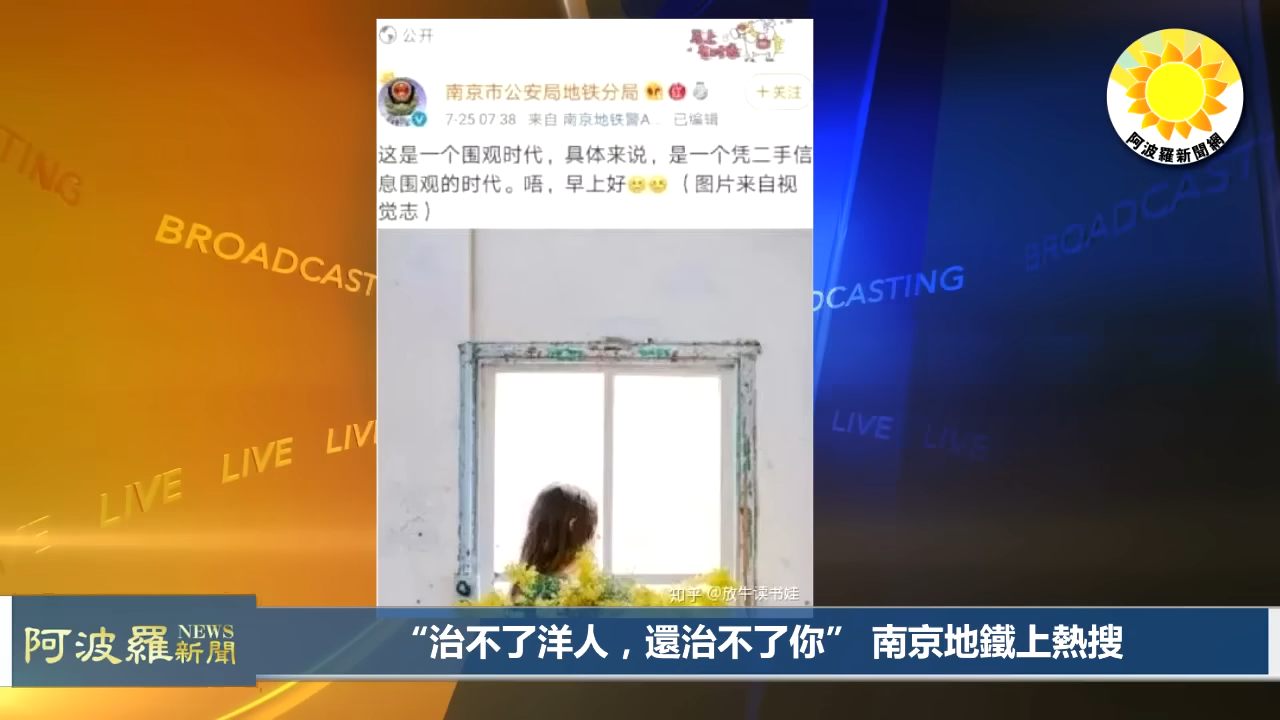 公开
南京市公安局地铁分局
+关注
7-25 07:38 来自 南京地铁警A... 已编辑
这是一个围观时代，具体来说，是一个凭二手信
息围观的时代。唔，早上好（图片来自视
觉志）
阿波羅新聞網
TING
BROADCAST
DCASTING
BROADCAST
LIVE
LIVE
LIV
LIVE
LIVE
知乎 @放牛读书娃
阿波羅新聞 NEWS
“治不了洋人，還治不了你” 南京地鐵上熱搜